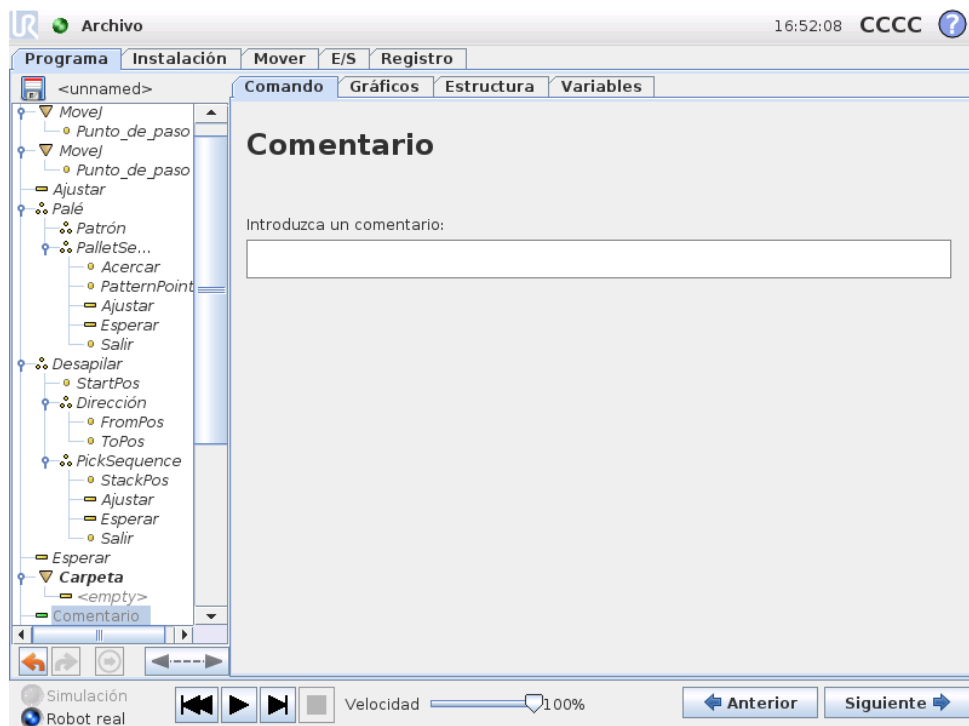 UR Archivo 16:52:08 CCCC ?
Programa Instalación Mover E/S Registro
<unnamed>
Comando Gráficos Estructura Variables
MoveJ
Punto_de_paso
MoveJ
Punto_de_paso
Ajustar
Palé
Patrón
PalletSe...
Acercar
PatternPoint
Ajustar
Esperar
Salir
Desapilar
StartPos
Dirección
FromPos
ToPos
PickSequence
StackPos
Ajustar
Esperar
Salir
Esperar
Carpeta
<empty>
Comentario
Comentario
Introduzca un comentario:
Simulación
Robot real
Velocidad 100%
Anterior Siguiente